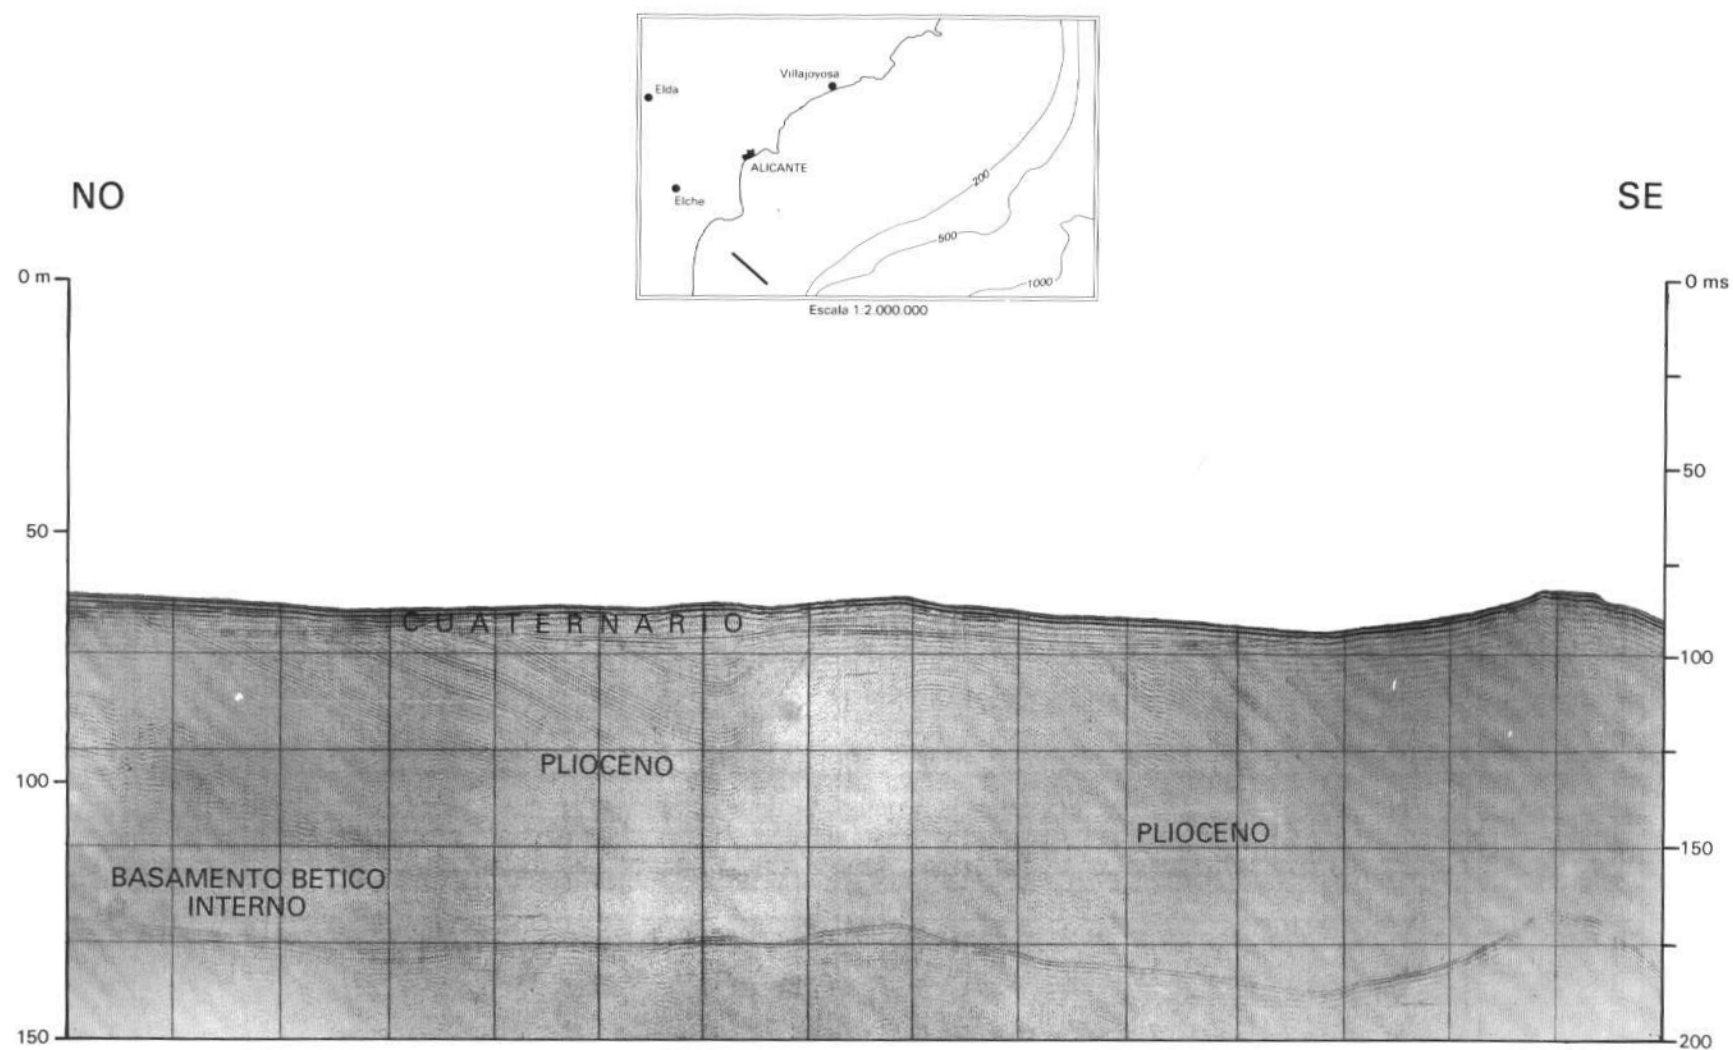 Villajoyosa
Elda
ALICANTE
Elche
200
500
1000
Escala 1:2.000.000
NO
SE
0 m
0 ms
50
50
CUATERNARIO
100
PLIOCENO
100
PLIOCENO
150
BASAMENTO BETICO
INTERNO
150
200